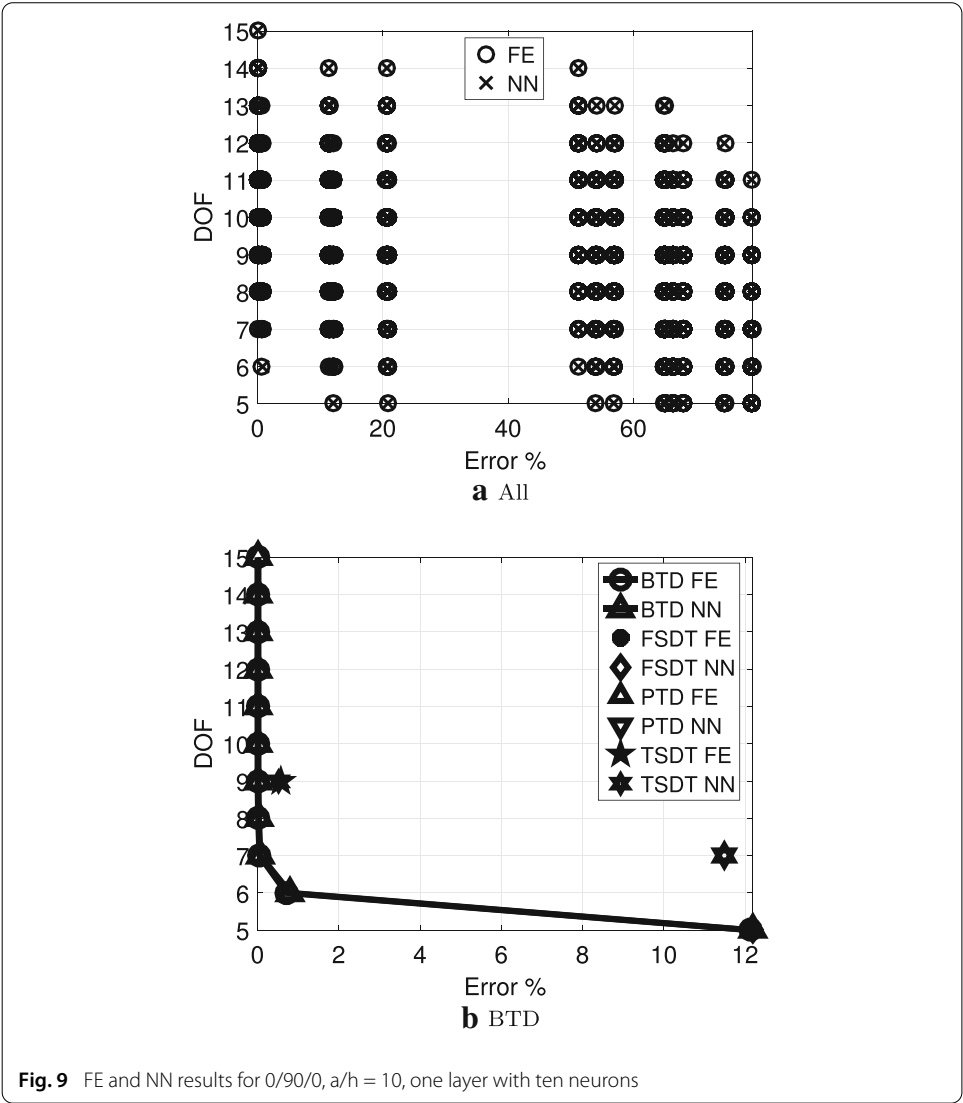 15
14
13
12
11
10
9
8
7
6
5
DOF
FE
NN
0
20
40
60
Error %
a All
15
14
13
12
11
10
9
8
7
6
5
DOF
BTD FE
BTD NN
FSDT FE
FSDT NN
PTD FE
PTD NN
TSDT FE
TSDT NN
0
2
4
6
8
10
12
Error %
b BTD
Fig. 9 FE and NN results for 0/90/0, a/h = 10, one layer with ten neurons